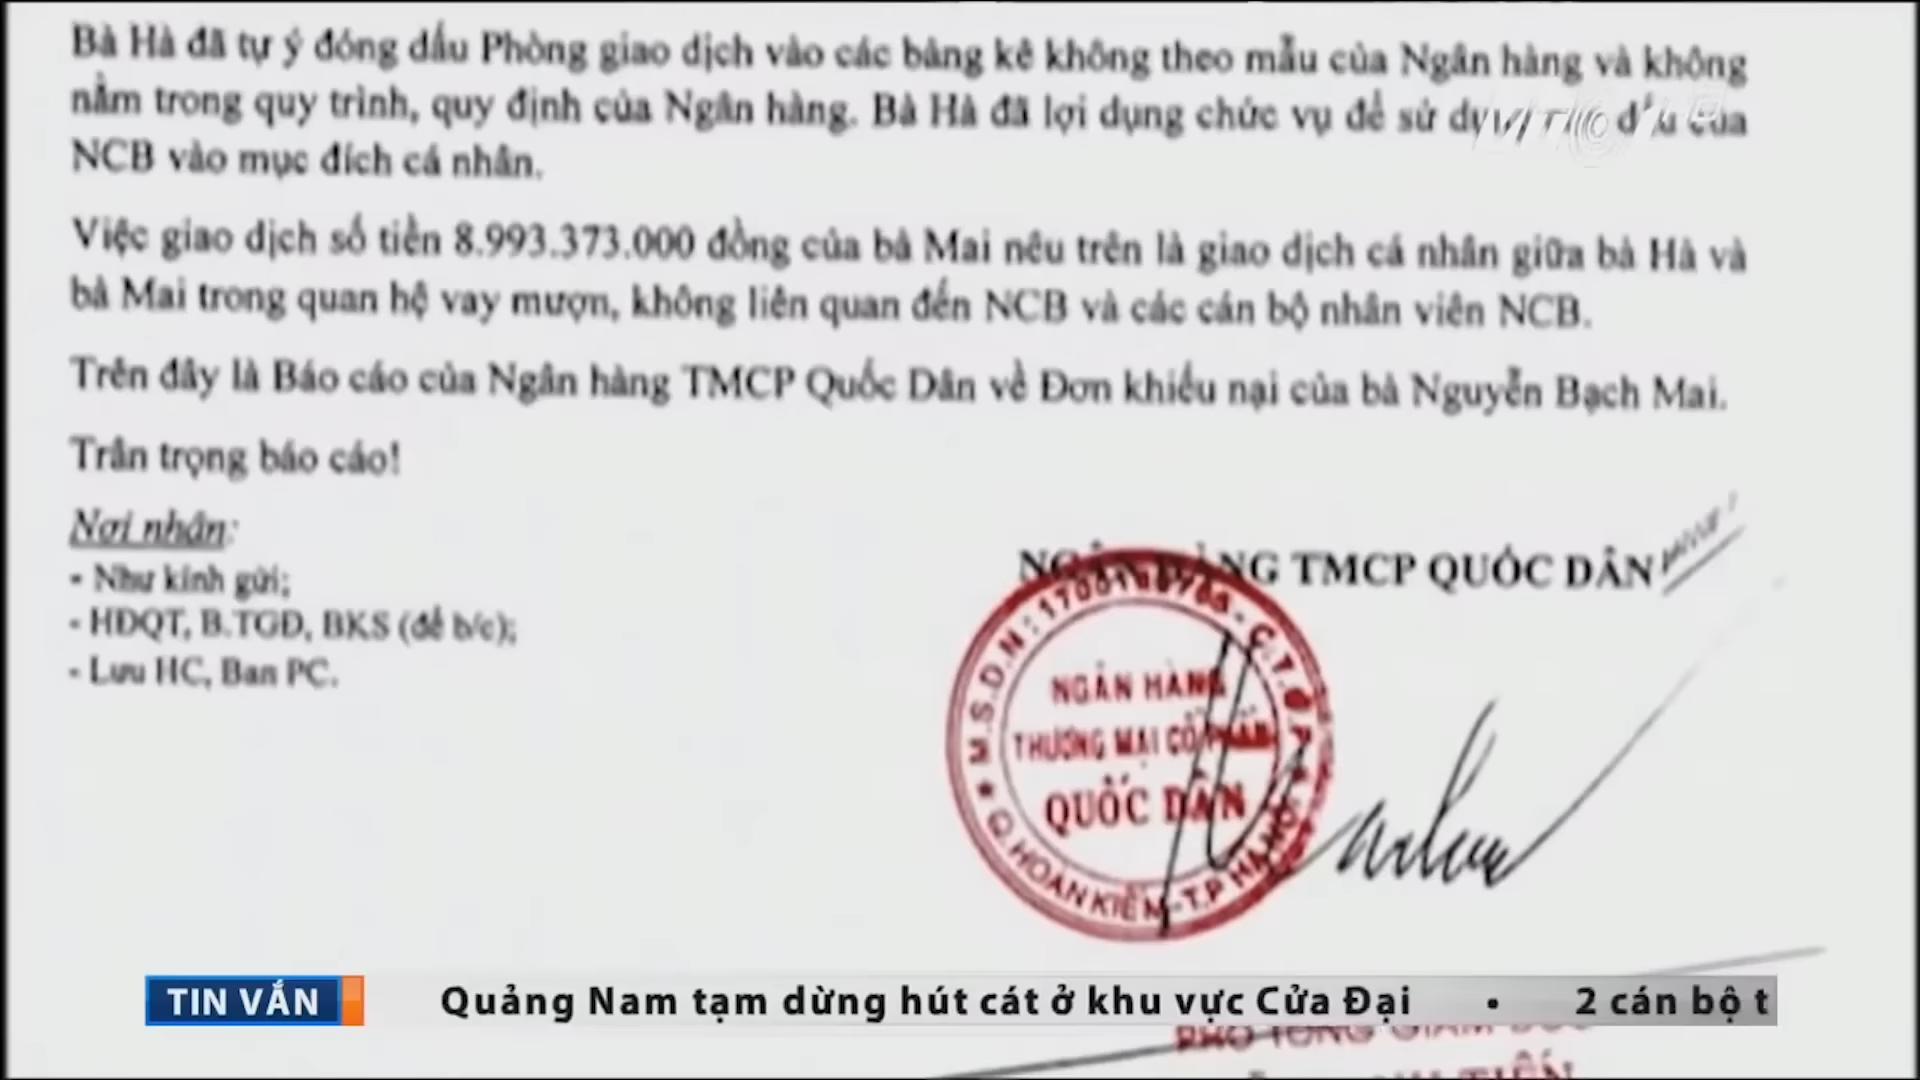 Bà Hà đã tự ý đóng dấu Phòng giao dịch vào các bảng kê không theo mẫu của Ngân hàng và không
nằm trong quy trình, quy định của Ngân hàng. Bà Hà đã lợi dụng chức vụ để sử dụng dấu của
NCB vào mục đích cá nhân.
Việc giao dịch số tiền 8.993.373.000 đồng của bà Mai nêu trên là giao dịch cá nhân giữa bà Hà và
bà Mai trong quan hệ vay mượn, không liên quan đến NCB và các cán bộ nhân viên NCB.
Trên đây là Báo cáo của Ngân hàng TMCP Quốc Dân về Đơn khiếu nại của bà Nguyễn Bạch Mai.
Trân trọng báo cáo!
Nơi nhận:
- Như kính gửi;
- HĐQT, B.TGĐ, BKS (để b/c);
- Lưu HC, Ban PC.
NGÂN HÀNG TMCP QUỐC DÂN
M.S.D.N: - C.T.C.P
NGÂN HÀNG
THƯƠNG MẠI CỔ PHẦN
QUỐC DÂN
Q. HOÀN KIẾM - T.P HÀ NỘI
TIN VẮN
Quảng Nam tạm dừng hút cát ở khu vực Cửa Đại • 2 cán bộ t
PHÓ TỔNG GIÁM ĐỐC